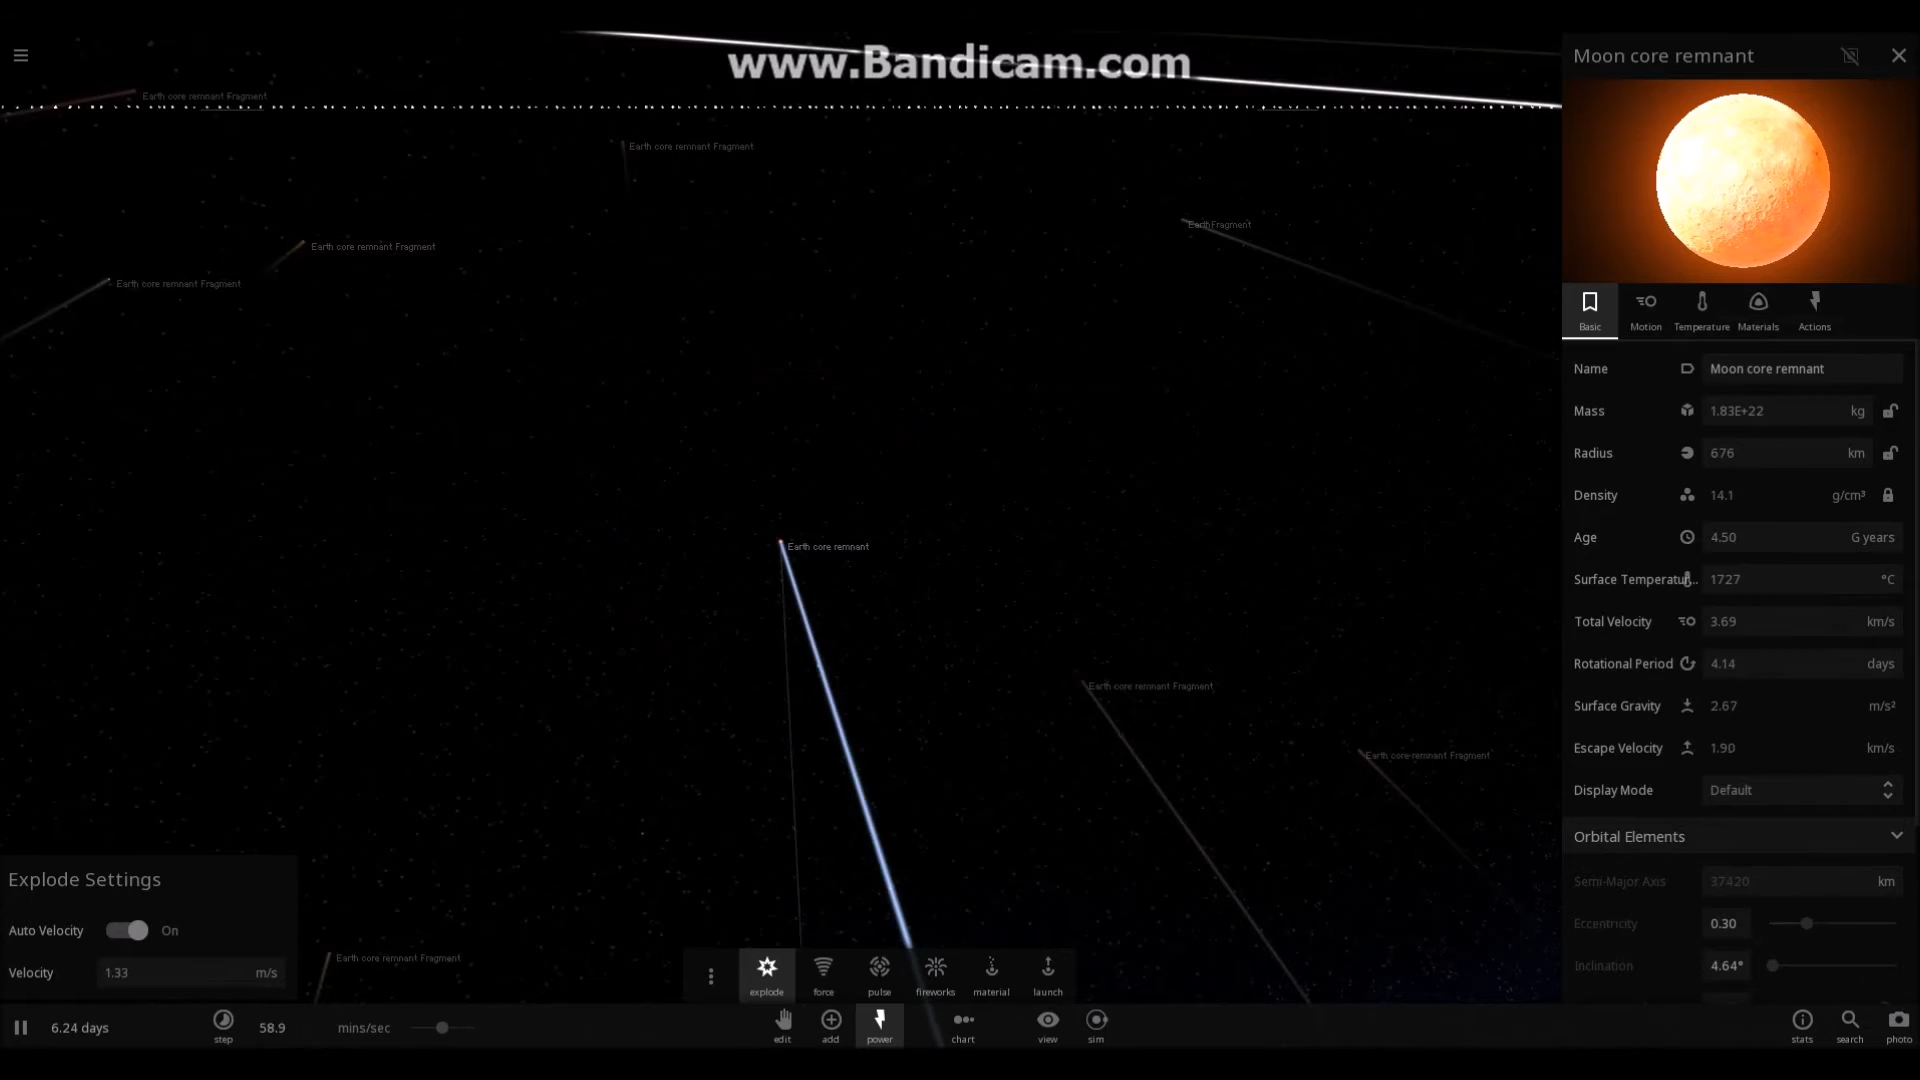 www.Bandicam.com
Moon core remnant
Earth core remnant Fragment
Earth core remnant Fragment
Earth Fragment
Earth core remnant Fragment
Earth core remnant Fragment
Basic
Motion
Temperature
Materials
Actions
Name
Moon core remnant
Mass
1.83E+22
kg
Radius
676
km
Density
14.1
g/cm³
Age
4.50
G years
Surface Temperatur...
1727
°C
Total Velocity
3.69
km/s
Rotational Period
4.14
days
Surface Gravity
2.67
m/s²
Escape Velocity
1.90
km/s
Display Mode
Default
Orbital Elements
Semi-Major Axis
37420
km
Eccentricity
0.30
Inclination
4.64°
Earth core remnant
Earth core remnant Fragment
Earth core remnant Fragment
Explode Settings
Auto Velocity
On
Velocity
1.33
m/s
Earth core remnant Fragment
explode
force
pulse
fireworks
material
launch
6.24 days
step
58.9
mins/sec
edit
add
power
chart
view
sim
stats
search
photo